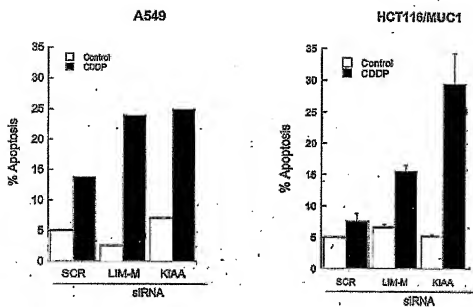 A549
HCT116/MUC1
35
30
25
20
15
10
5
0
% Apoptosis
Control
CDDP
SCR LIM-M KIAA
siRNA
35
30
25
20
15
10
5
0
% Apoptosis
Control
CDDP
SCR LIM-M KIAA
siRNA